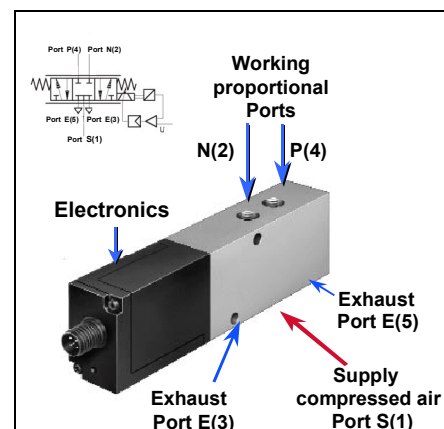 Port P(4) Port N(2)
Port E(5) Port E(3)
Port S(1)
U
Working
proportional
Ports
N(2) P(4)
Electronics
Exhaust
Port E(5)
Exhaust
Port E(3)
Supply
compressed air
Port S(1)